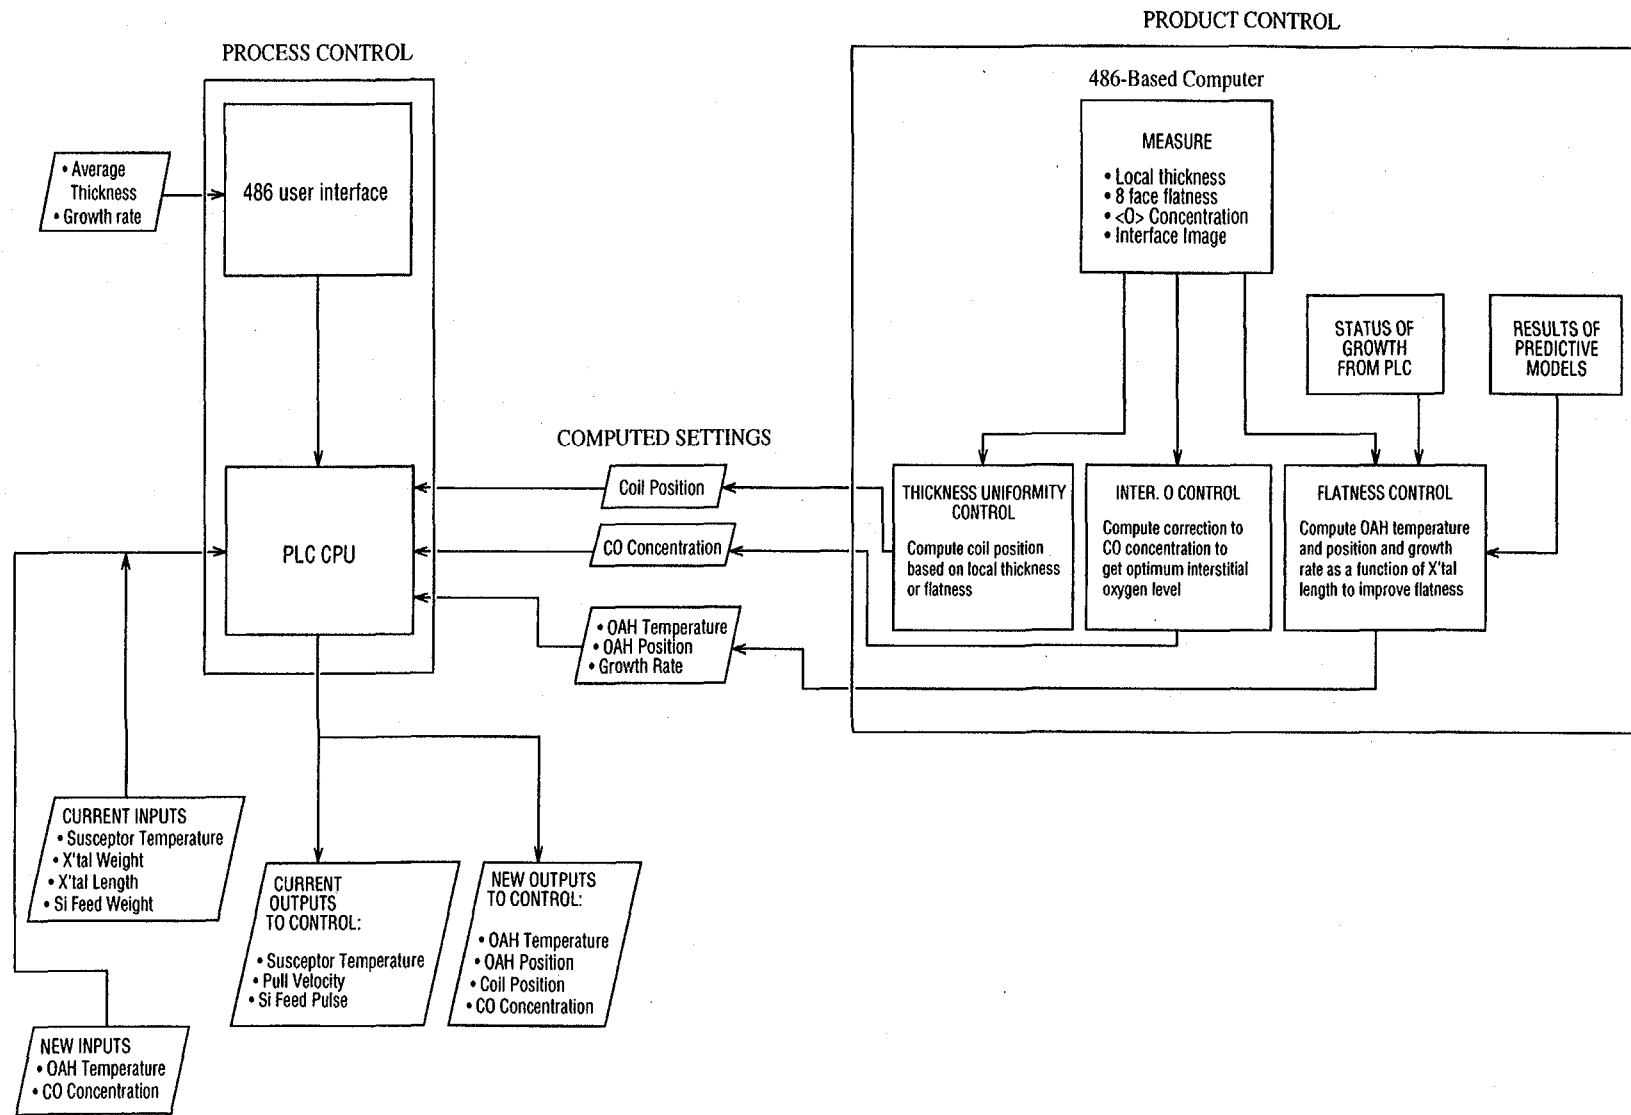 PRODUCT CONTROL
PROCESS CONTROL
486-Based Computer
MEASURE
• Local thickness
• 8 face flatness
• <O> Concentration
• Interface Image
• Average
Thickness
• Growth rate
486 user interface
STATUS OF
GROWTH
FROM PLC
RESULTS OF
PREDICTIVE
MODELS
COMPUTED SETTINGS
Coil Position
CO Concentration
• OAH Temperature
• OAH Position
• Growth Rate
THICKNESS UNIFORMITY
CONTROL
Compute coil position
based on local thickness
or flatness
INTER. O CONTROL
Compute correction to
CO concentration to
get optimum interstitial
oxygen level
FLATNESS CONTROL
Compute OAH temperature
and position and growth
rate as a function of X'tal
length to improve flatness
PLC CPU
CURRENT INPUTS
• Susceptor Temperature
• X'tal Weight
• X'tal Length
• Si Feed Weight
CURRENT
OUTPUTS
TO CONTROL:
• Susceptor Temperature
• Pull Velocity
• Si Feed Pulse
NEW OUTPUTS
TO CONTROL:
• OAH Temperature
• OAH Position
• Coil Position
• CO Concentration
NEW INPUTS
• OAH Temperature
• CO Concentration